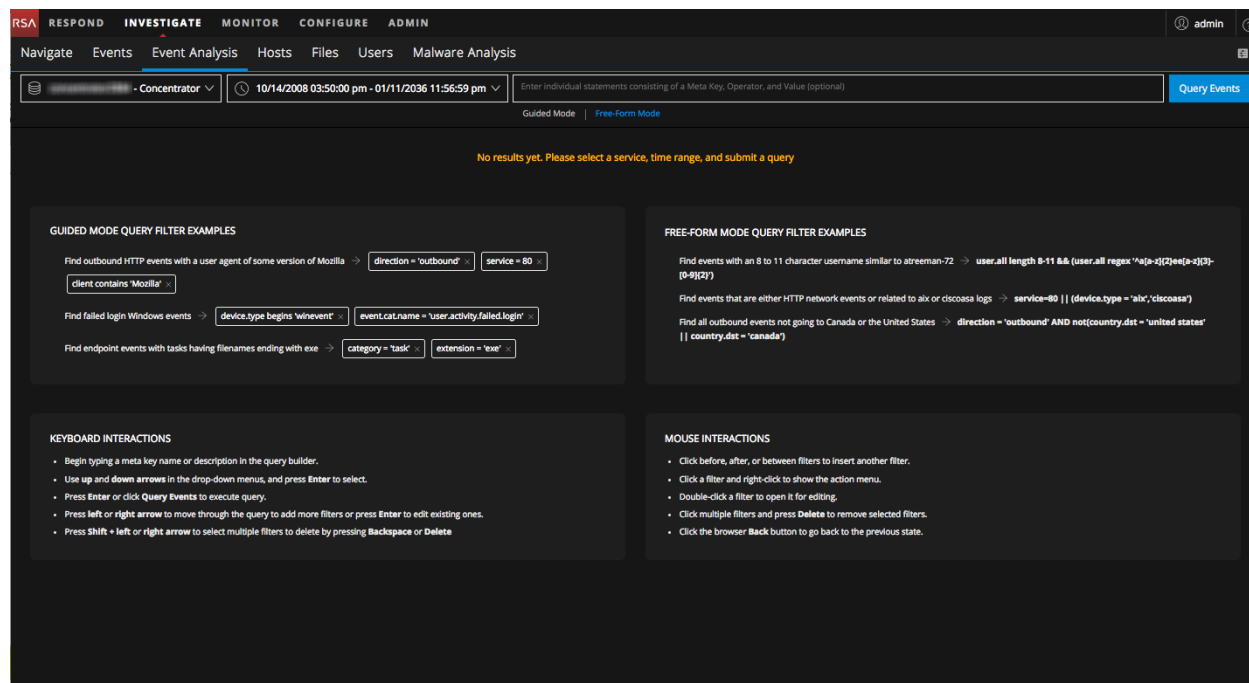 RSA RESPOND INVESTIGATE MONITOR CONFIGURE ADMIN admin
Navigate Events Event Analysis Hosts Files Users Malware Analysis
- Concentrator 10/14/2008 03:50:00 pm - 01/11/2036 11:56:59 pm Enter individual statements consisting of a Meta Key, Operator, and Value (optional) Query Events
Guided Mode | Free-Form Mode
No results yet. Please select a service, time range, and submit a query
GUIDED MODE QUERY FILTER EXAMPLES
Find outbound HTTP events with a user agent of some version of Mozilla → direction = 'outbound' × service = 80 ×
client contains 'Mozilla' ×
Find failed login Windows events → device.type begins 'winevent' × event.cat.name = 'user.activity.failed.login' ×
Find endpoint events with tasks having filenames ending with exe → category = 'task' × extension = 'exe' ×
FREE-FORM MODE QUERY FILTER EXAMPLES
Find events with an 8 to 11 character username similar to atreeman-72 → user.all length 8-11 && (user.all regex '^a[a-z]{2}ee[a-z]{3}-
[0-9]{2}')
Find events that are either HTTP network events or related to aix or ciscoasa logs → service=80 || (device.type = 'aix','ciscoasa')
Find all outbound events not going to Canada or the United States → direction = 'outbound' AND not(country.dst = 'united states'
|| country.dst = 'canada')
KEYBOARD INTERACTIONS
• Begin typing a meta key name or description in the query builder.
• Use up and down arrows in the drop-down menus, and press Enter to select.
• Press Enter or click Query Events to execute query.
• Press left or right arrow to move through the query to add more filters or press Enter to edit existing ones.
• Press Shift + left or right arrow to select multiple filters to delete by pressing Backspace or Delete
MOUSE INTERACTIONS
• Click before, after, or between filters to insert another filter.
• Click a filter and right-click to show the action menu.
• Double-click a filter to open it for editing.
• Click multiple filters and press Delete to remove selected filters.
• Click the browser Back button to go back to the previous state.